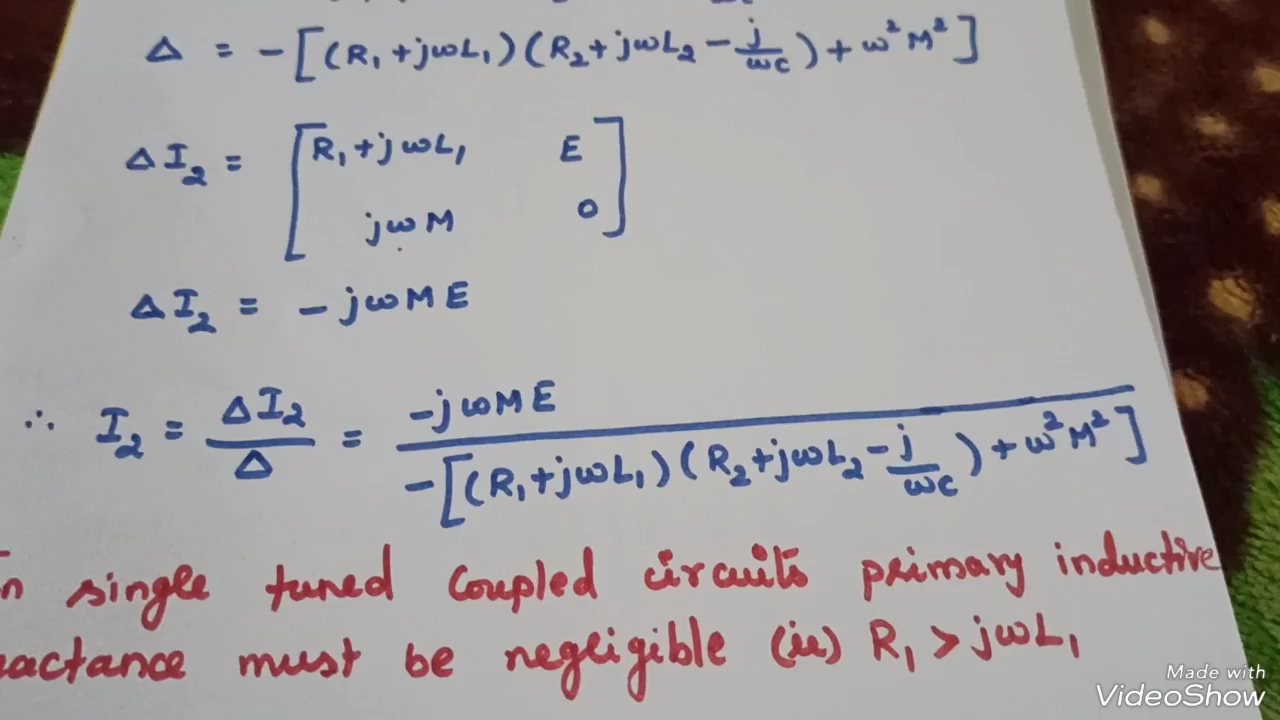 Δ = -[(R₁+jωL₁)(R₂+jωL₂-j/ωc)+ω²M²]
ΔI₂ = [R₁+jωL₁ E
jωM 0]
ΔI₂ = -jωME
∴ I₂ = ΔI₂/Δ = -jωME/-[(R₁+jωL₁)(R₂+jωL₂-j/ωc)+ω²M²]
single tuned coupled circuits primary inductive
actance must be negligible (ie) R₁ > jωL₁
Made with
VideoShow